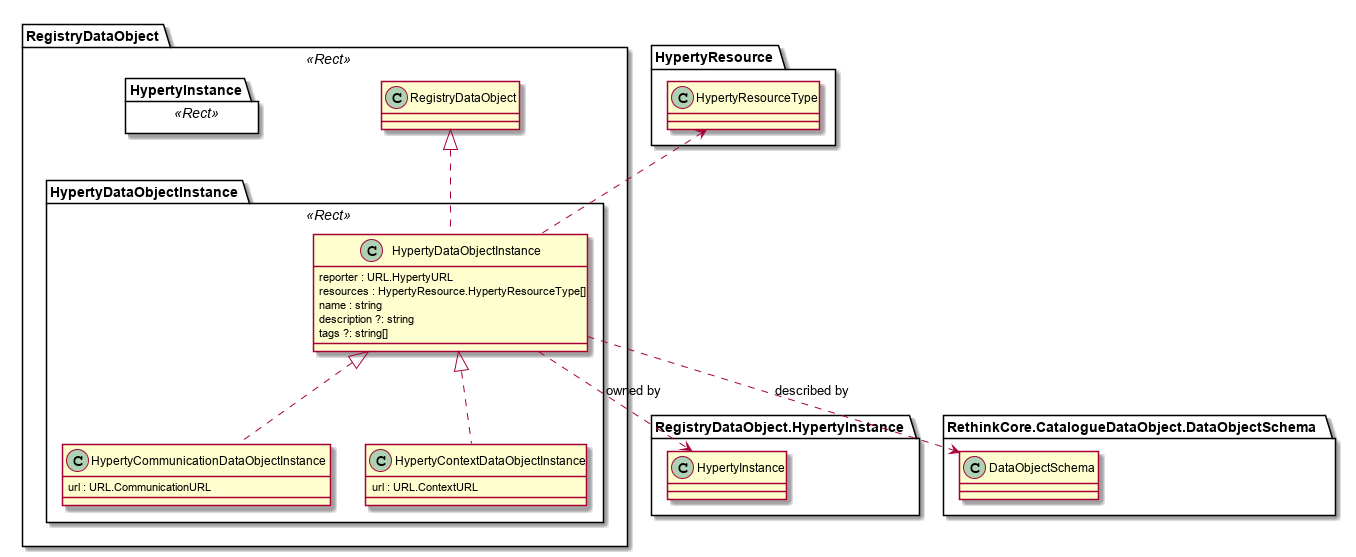 RegistryDataObject
«Rect»
HypertyInstance
«Rect»
C RegistryDataObject
HypertyResource
C HypertyResourceType
HypertyDataObjectInstance
«Rect»
C HypertyDataObjectInstance
reporter : URL.HypertyURL
resources : HypertyResource.HypertyResourceType[]
name : string
description ?: string
tags ?: string[]
owned by
described by
C HypertyCommunicationDataObjectInstance
url : URL.CommunicationURL
C HypertyContextDataObjectInstance
url : URL.ContextURL
RegistryDataObject.HypertyInstance
C HypertyInstance
RethinkCore.CatalogueDataObject.DataObjectSchema
C DataObjectSchema